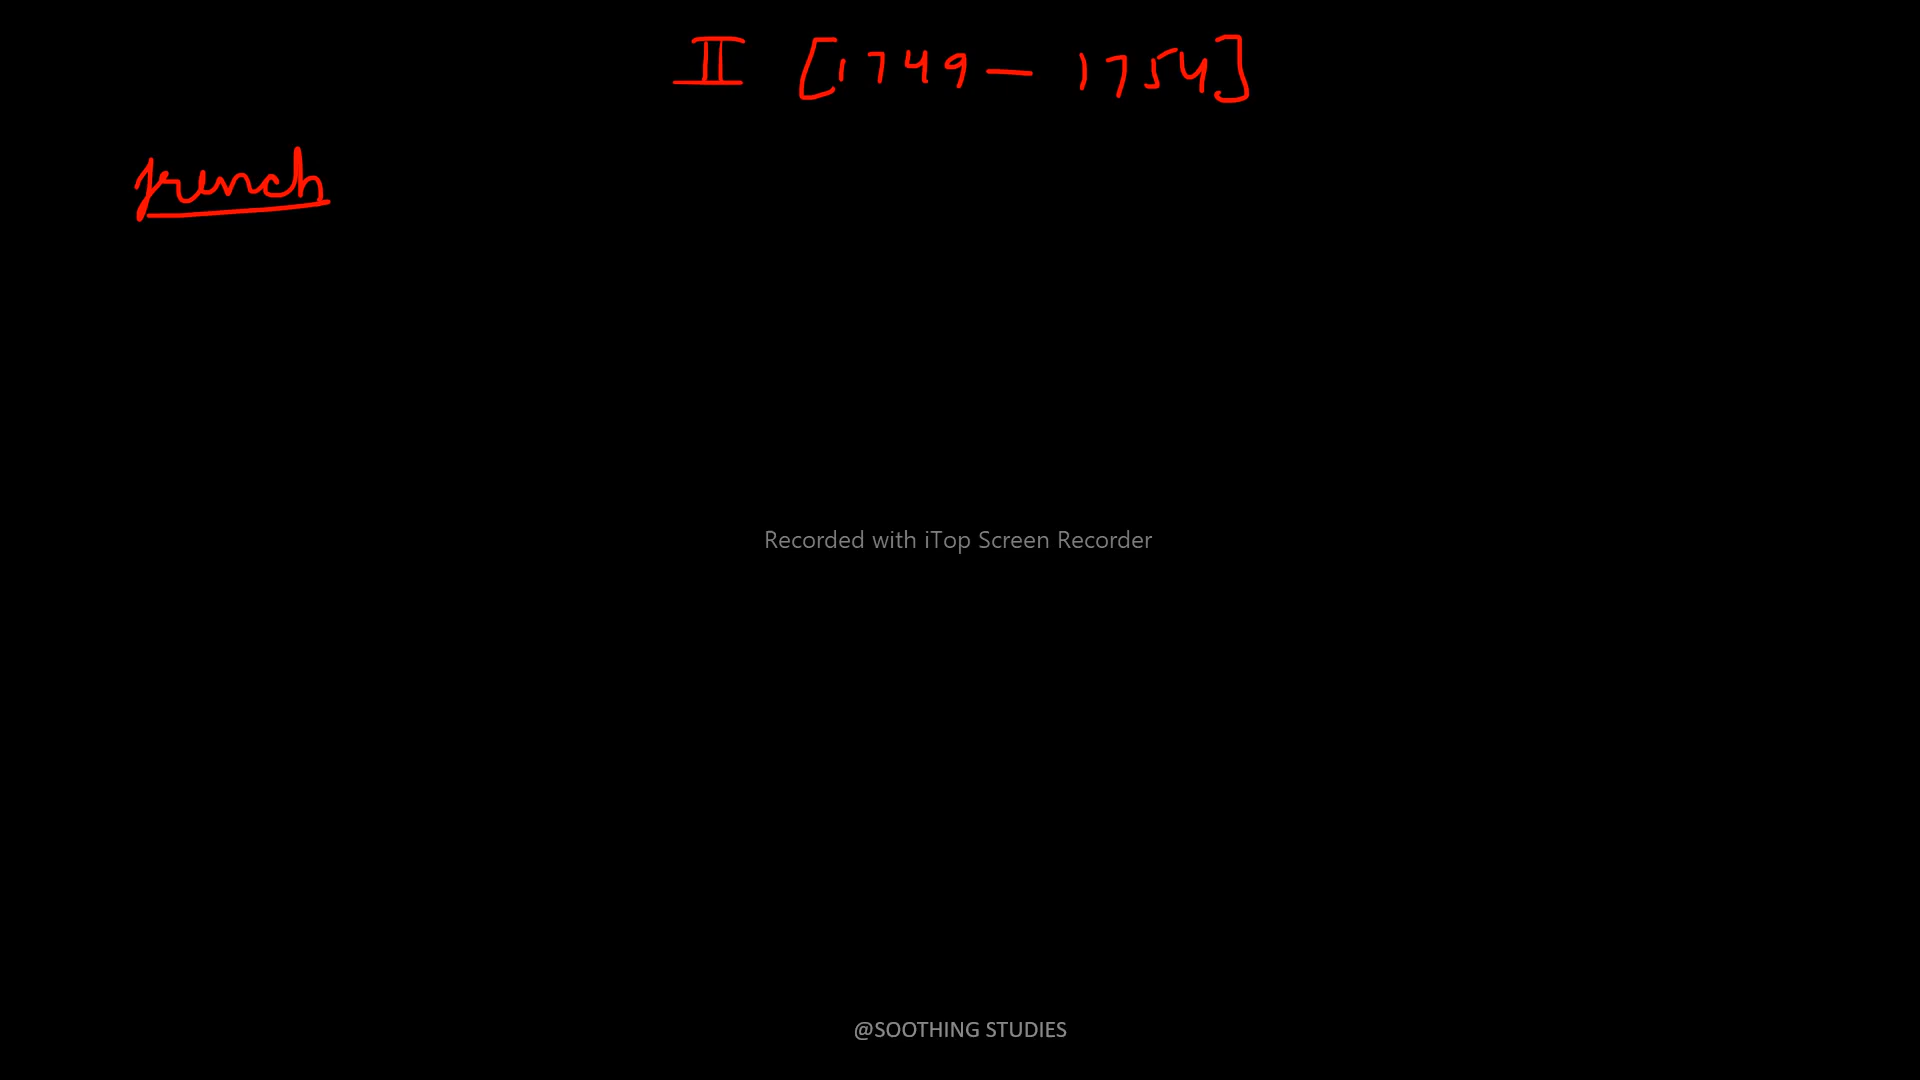 II [1749 – 1754]
french
Recorded with iTop Screen Recorder
@SOOTHING STUDIES